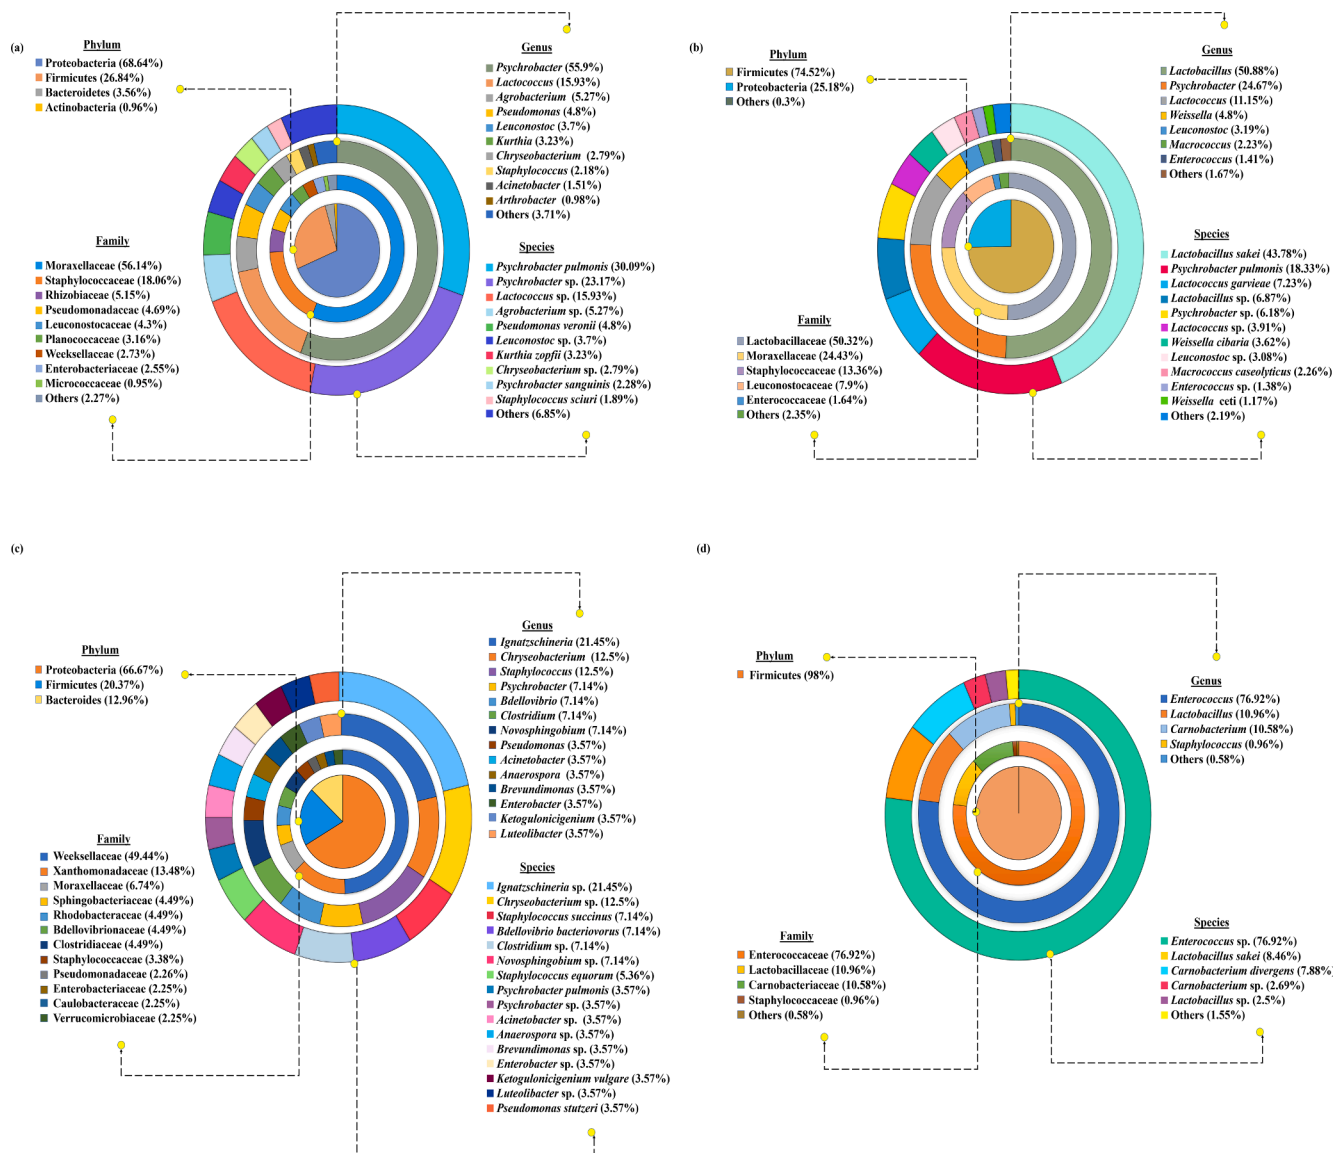 (a)
Phylum
Proteobacteria (68.64%)
Firmicutes (26.84%)
Bacteroidetes (3.56%)
Actinobacteria (0.96%)
Family
Moraxellaceae (56.14%)
Staphylococcaceae (18.06%)
Rhizobiaceae (5.15%)
Pseudomonadaceae (4.69%)
Leuconostocaceae (4.3%)
Planococcaceae (3.16%)
Weeksellaceae (2.73%)
Enterobacteriaceae (2.55%)
Micrococcaceae (0.95%)
Others (2.27%)
Genus
Psychrobacter (55.9%)
Lactococcus (15.93%)
Agrobacterium (5.27%)
Pseudomonas (4.8%)
Leuconostoc (3.7%)
Kurthia (3.23%)
Chryseobacterium (2.79%)
Staphylococcus (2.18%)
Acinetobacter (1.51%)
Arthrobacter (0.98%)
Others (3.71%)
Species
Psychrobacter pulmonis (30.09%)
Psychrobacter sp. (23.17%)
Lactococcus sp. (15.93%)
Agrobacterium sp. (5.27%)
Pseudomonas veronii (4.8%)
Leuconostoc sp. (3.7%)
Kurthia zopfii (3.23%)
Chryseobacterium sp. (2.79%)
Psychrobacter sanguinis (2.28%)
Staphylococcus sciuri (1.89%)
Others (6.85%)
(b)
Phylum
Firmicutes (74.52%)
Proteobacteria (25.18%)
Others (0.3%)
Family
Lactobacillaceae (50.32%)
Moraxellaceae (24.43%)
Staphylococcaceae (13.36%)
Leuconostocaceae (7.9%)
Enterococcaceae (1.64%)
Others (2.35%)
Genus
Lactobacillus (50.88%)
Psychrobacter (24.67%)
Lactococcus (11.15%)
Weissella (4.8%)
Leuconostoc (3.19%)
Macrococcus (2.23%)
Enterococcus (1.41%)
Others (1.67%)
Species
Lactobacillus sakei (43.78%)
Psychrobacter pulmonis (18.33%)
Lactococcus garvieae (7.23%)
Lactobacillus sp. (6.87%)
Psychrobacter sp. (6.18%)
Lactococcus sp. (3.91%)
Weissella cibaria (3.62%)
Leuconostoc sp. (3.08%)
Macrococcus caseolyticus (2.26%)
Enterococcus sp. (1.38%)
Weissella ceti (1.17%)
Others (2.19%)
(c)
Phylum
Proteobacteria (66.67%)
Firmicutes (20.37%)
Bacteroides (12.96%)
Family
Weeksellaceae (49.44%)
Xanthomonadaceae (13.48%)
Moraxellaceae (6.74%)
Sphingbacteriaceae (4.49%)
Rhodobacteraceae (4.49%)
Bdellovibrionaceae (4.49%)
Clostridiaceae (4.49%)
Staphylococcaceae (3.38%)
Pseudomonadaceae (2.26%)
Enterobacteriaceae (2.25%)
Caulobacteraceae (2.25%)
Verrucomicrobiaceae (2.25%)
Genus
Ignatzschineria (21.45%)
Chryseobacterium (12.5%)
Staphylococcus (12.5%)
Psychrobacter (7.14%)
Bdellovibrio (7.14%)
Clostridium (7.14%)
Novosphingobium (7.14%)
Pseudomonas (3.57%)
Acinetobacter (3.57%)
Anaerospora (3.57%)
Brevundimonas (3.57%)
Enterobacter (3.57%)
Ketogulonicigenium (3.57%)
Luteolibacter (3.57%)
Species
Ignatzschineria sp. (21.45%)
Chryseobacterium sp. (12.5%)
Staphylococcus succinus (7.14%)
Bdellovibrio bacteriovorus (7.14%)
Clostridium sp. (7.14%)
Novosphingobium sp. (7.14%)
Staphylococcus equorum (5.36%)
Psychrobacter pulmonis (3.57%)
Psychrobacter sp. (3.57%)
Acinetobacter sp. (3.57%)
Anaerospora sp. (3.57%)
Brevundimonas sp. (3.57%)
Enterobacter sp. (3.57%)
Ketogulonicigenium vulgare (3.57%)
Luteolibacter sp. (3.57%)
Pseudomonas stutzeri (3.57%)
(d)
Phylum
Firmicutes (98%)
Family
Enterococcaceae (76.92%)
Lactobacillaceae (10.96%)
Carnobacteriaceae (10.58%)
Staphylococcaceae (0.96%)
Others (0.58%)
Genus
Enterococcus (76.92%)
Lactobacillus (10.96%)
Carnobacterium (10.58%)
Staphylococcus (0.96%)
Others (0.58%)
Species
Enterococcus sp. (76.92%)
Lactobacillus sakei (8.46%)
Carnobacterium divergens (7.88%)
Carnobacterium sp. (2.69%)
Lactobacillus sp. (2.5%)
Others (1.55%)